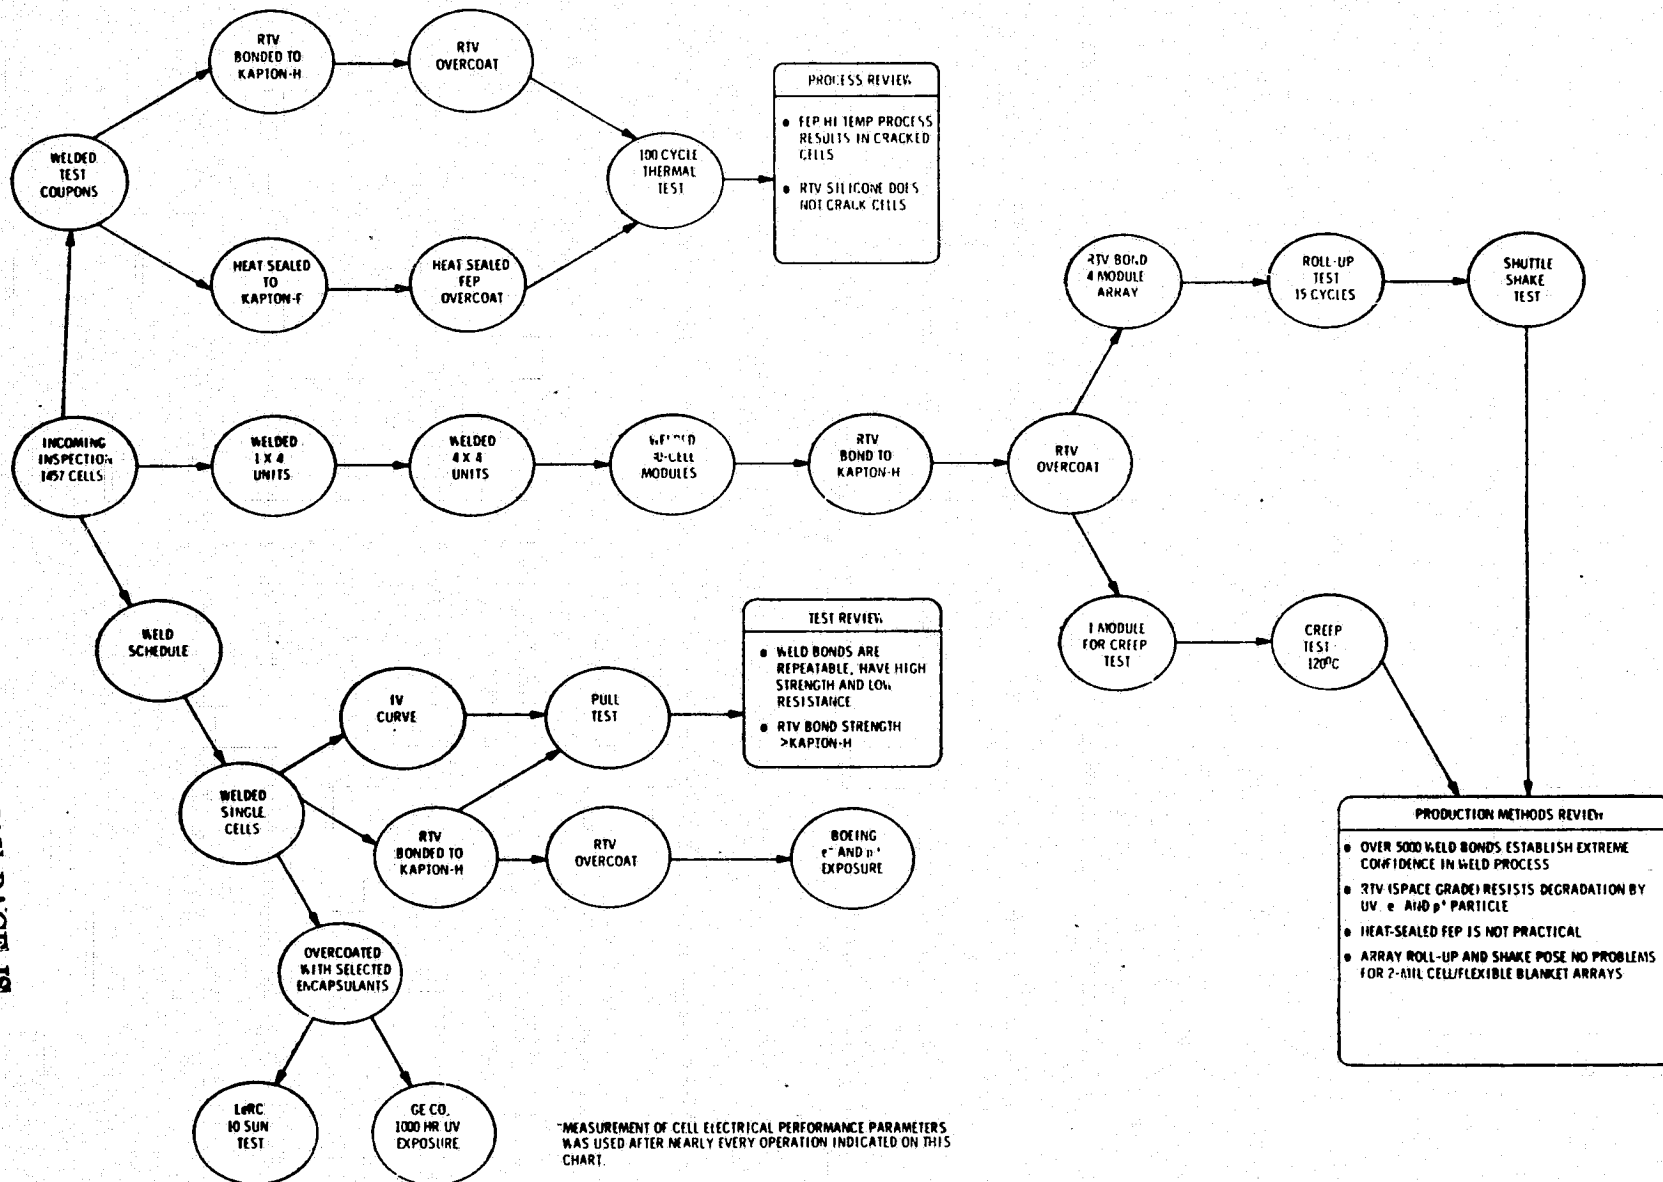 RTV
BONDED TO
KAPTON-H
RTV
OVERCOAT
PROCESS REVIEW
• FEP HI TEMP PROCESS
RESULTS IN CRACKED
CELLS
• RTV SILICONE DOES
NOT CRACK CELLS
WELDED
TEST
COUPONS
100 CYCLE
THERMAL
TEST
HEAT SEALED
TO
KAPTON-F
HEAT SEALED
FEP
OVERCOAT
RTV BOND
4 MODULE
ARRAY
ROLL-UP
TEST
15 CYCLES
SHUTTLE
SHAKE
TEST
INCOMING
INSPECTION
1457 CELLS
WELDED
1 X 4
UNITS
WELDED
4 X 4
UNITS
WELDED
MODULES
RTV
BOND TO
KAPTON-H
RTV
OVERCOAT
WELD
SCHEDULE
TEST REVIEW
• WELD BONDS ARE
REPEATABLE, HAVE HIGH
STRENGTH AND LOW
RESISTANCE
• RTV BOND STRENGTH
>KAPTON-H
1 MODULE
FOR CREEP
TEST
CREEP
TEST
120°C
IV
CURVE
PULL
TEST
WELDED
SINGLE
CELLS
RTV
BONDED TO
KAPTON-H
RTV
OVERCOAT
BOEING
e⁻ AND p⁺
EXPOSURE
PRODUCTION METHODS REVIEW
• OVER 5000 WELD BONDS ESTABLISH EXTREME
CONFIDENCE IN WELD PROCESS
• RTV (SPACE GRADE) RESISTS DEGRADATION BY
UV, e⁻ AND p⁺ PARTICLE
• HEAT-SEALED FEP IS NOT PRACTICAL
• ARRAY ROLL-UP AND SHAKE POSE NO PROBLEMS
FOR 2-MIL CELL/FLEXIBLE BLANKET ARRAYS
OVERCOATED
WITH SELECTED
ENCAPSULANTS
LeRC
10 SUN
TEST
GE CO,
1000 HR UV
EXPOSURE
MEASUREMENT OF CELL ELECTRICAL PERFORMANCE PARAMETERS
WAS USED AFTER NEARLY EVERY OPERATION INDICATED ON THIS
CHART.